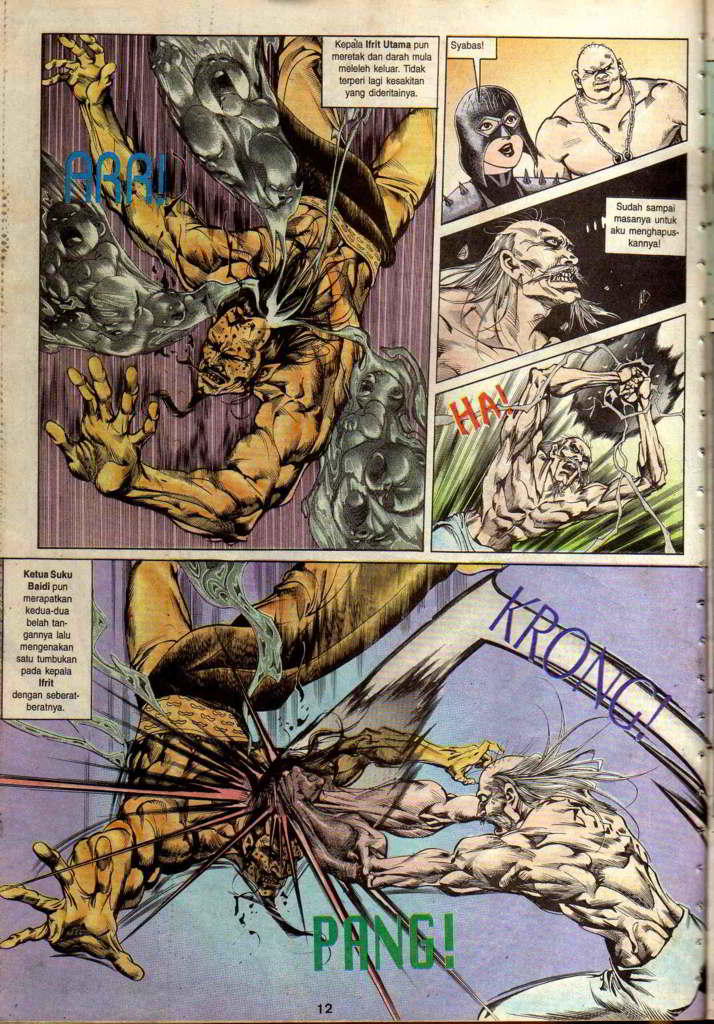 Kepala Ifrit Utama pun
meretak dan darah mula
meleleh keluar. Tidak
terperi lagi kesakitan
yang dideritainya.
ARR!
Syabas!
Sudah sampai
masanya untuk
aku menghapus-
kannya!
HA!
Ketua Suku
Baidi pun
merapatkan
kedua-dua
belah tan-
gannya lalu
mengenakan
satu tumbukan
pada kepala
Ifrit
dengan seberat-
beratnya.
KRONG!
PANG!
12